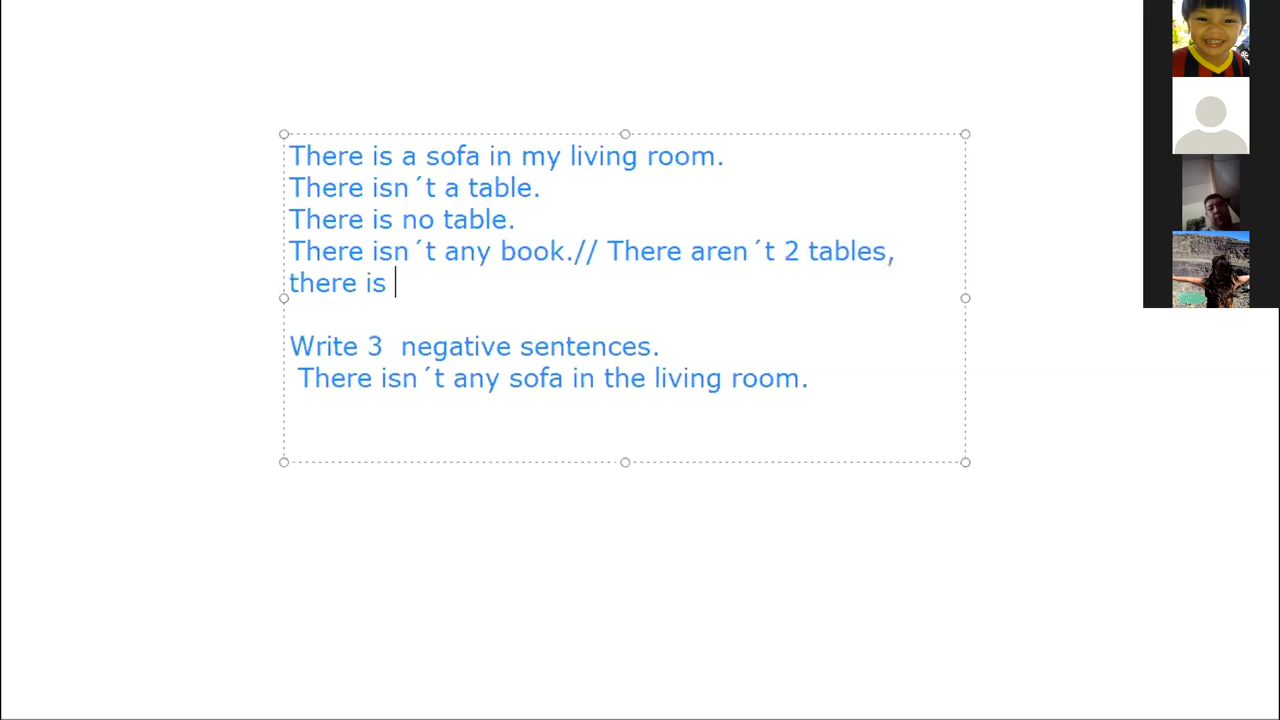 There is a sofa in my living room.
There isn´t a table.
There is no table.
There isn´t any book.// There aren´t 2 tables,
there is
Write 3  negative sentences.
There isn´t any sofa in the living room.